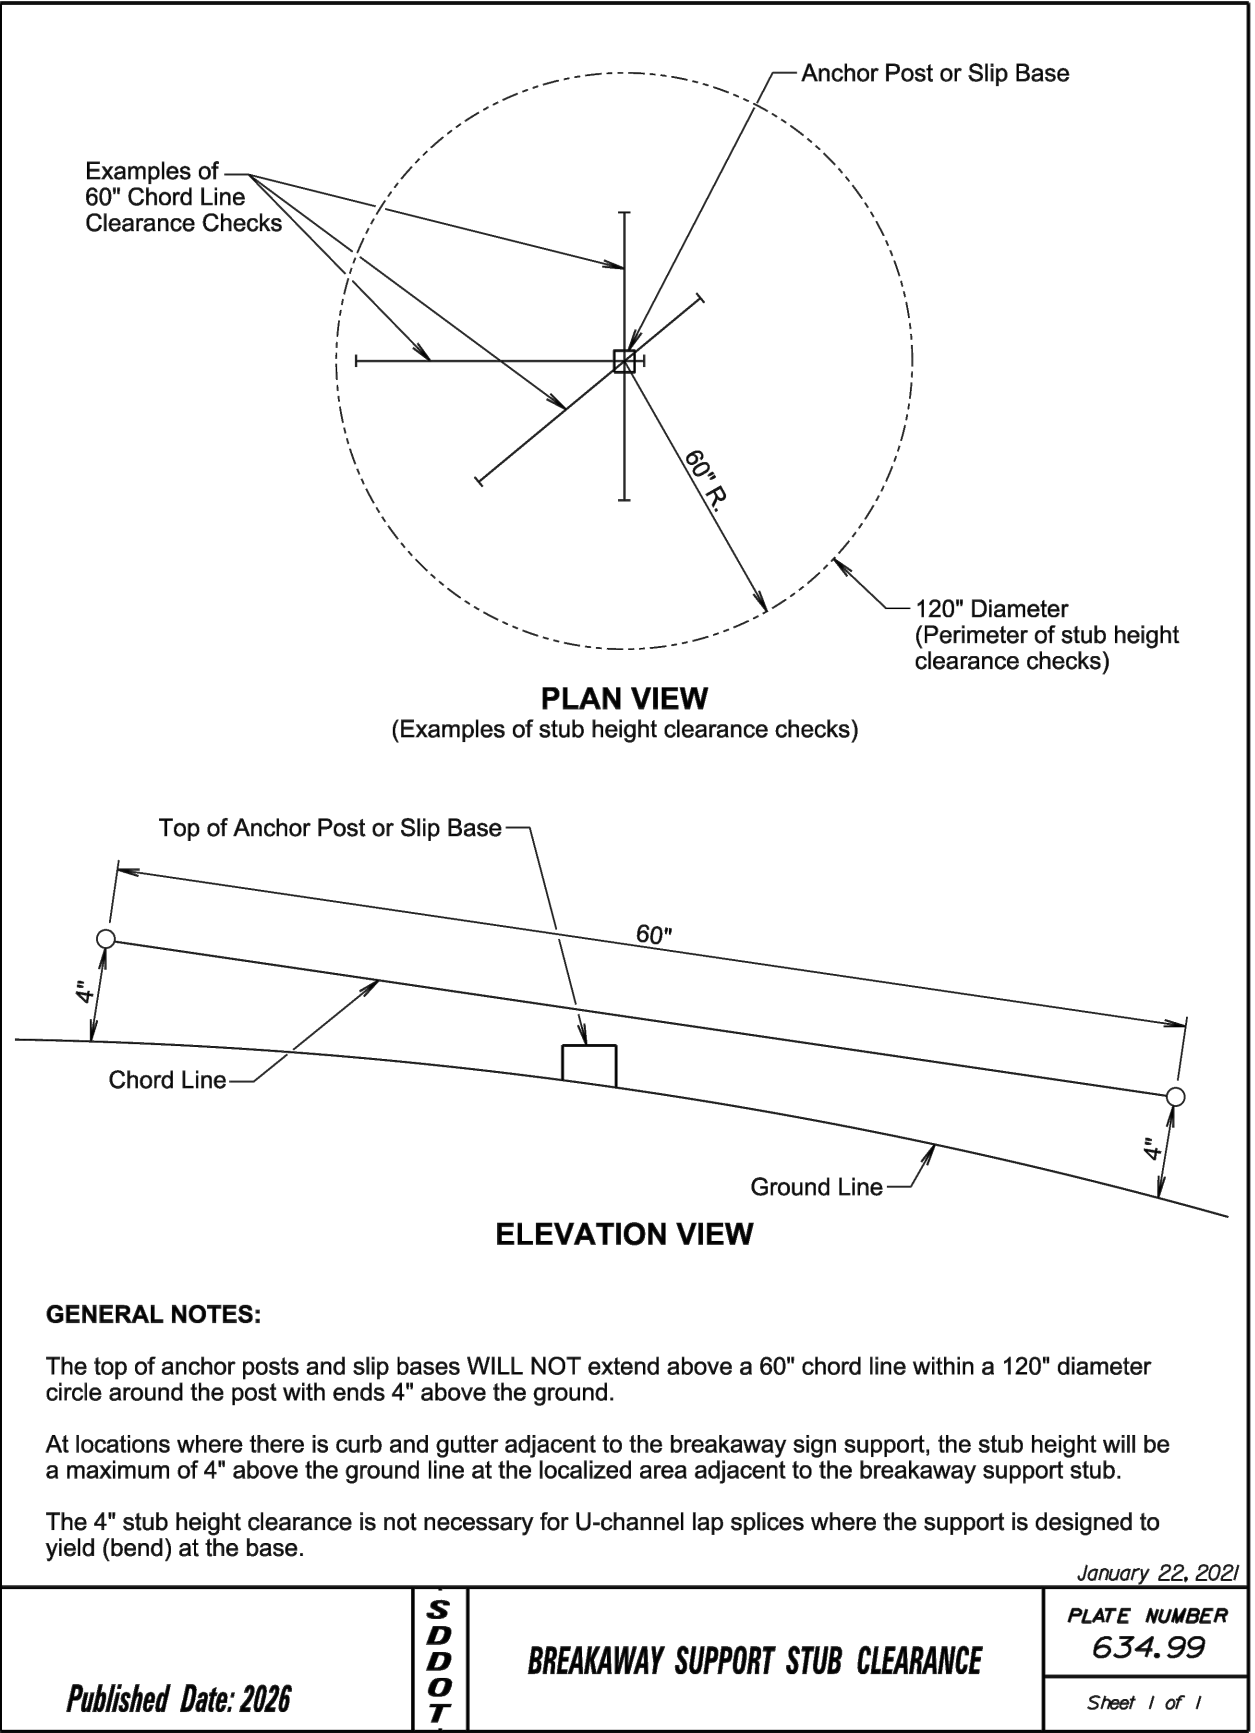 Anchor Post or Slip Base
Examples of
60" Chord Line
Clearance Checks
60" R.
120" Diameter
(Perimeter of stub height
clearance checks)
PLAN VIEW
(Examples of stub height clearance checks)
Top of Anchor Post or Slip Base
60"
4"
Chord Line
4"
Ground Line
ELEVATION VIEW
GENERAL NOTES:
The top of anchor posts and slip bases WILL NOT extend above a 60" chord line within a 120" diameter
circle around the post with ends 4" above the ground.
At locations where there is curb and gutter adjacent to the breakaway sign support, the stub height will be
a maximum of 4" above the ground line at the localized area adjacent to the breakaway support stub.
The 4" stub height clearance is not necessary for U-channel lap splices where the support is designed to
yield (bend) at the base.
January 22, 2021
Published Date: 2026
S
D
D
O
T
BREAKAWAY SUPPORT STUB CLEARANCE
PLATE NUMBER
634.99
Sheet 1 of 1